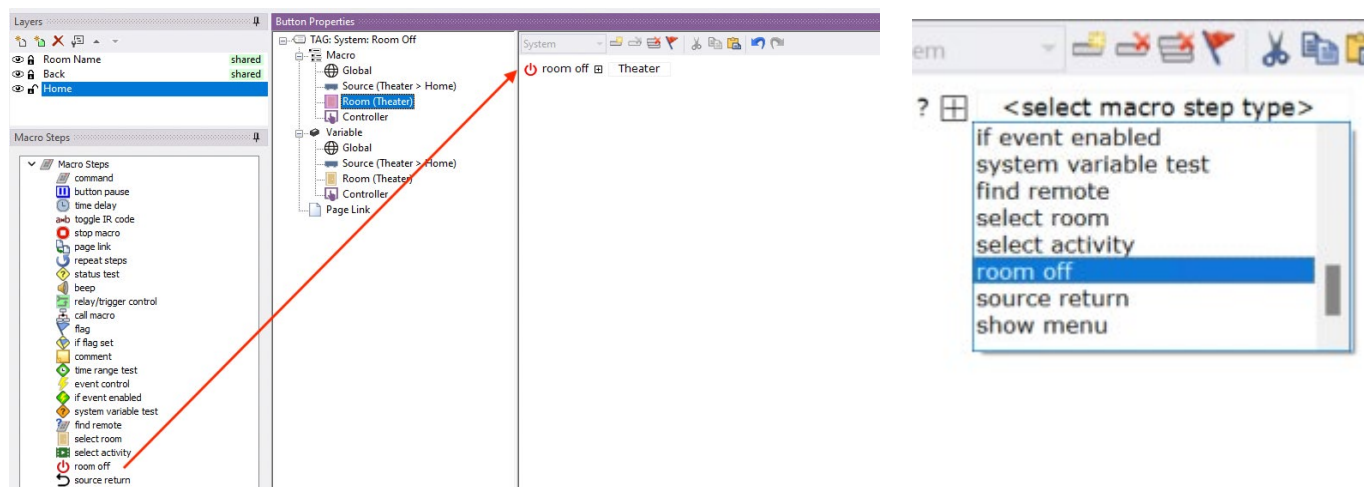 Layers
Room Name shared
Back shared
Home
Macro Steps
Macro Steps
command
button pause
time delay
a»b toggle IR code
stop macro
page link
repeat steps
status test
beep
relay/trigger control
call macro
flag
if flag set
comment
time range test
event control
if event enabled
system variable test
find remote
select room
select activity
room off
source return
Button Properties
TAG: System: Room Off
Macro
Global
Source (Theater > Home)
Room (Theater)
Controller
Variable
Global
Source (Theater > Home)
Room (Theater)
Controller
Page Link
System
room off Theater
em
? <select macro step type>
if event enabled
system variable test
find remote
select room
select activity
room off
source return
show menu